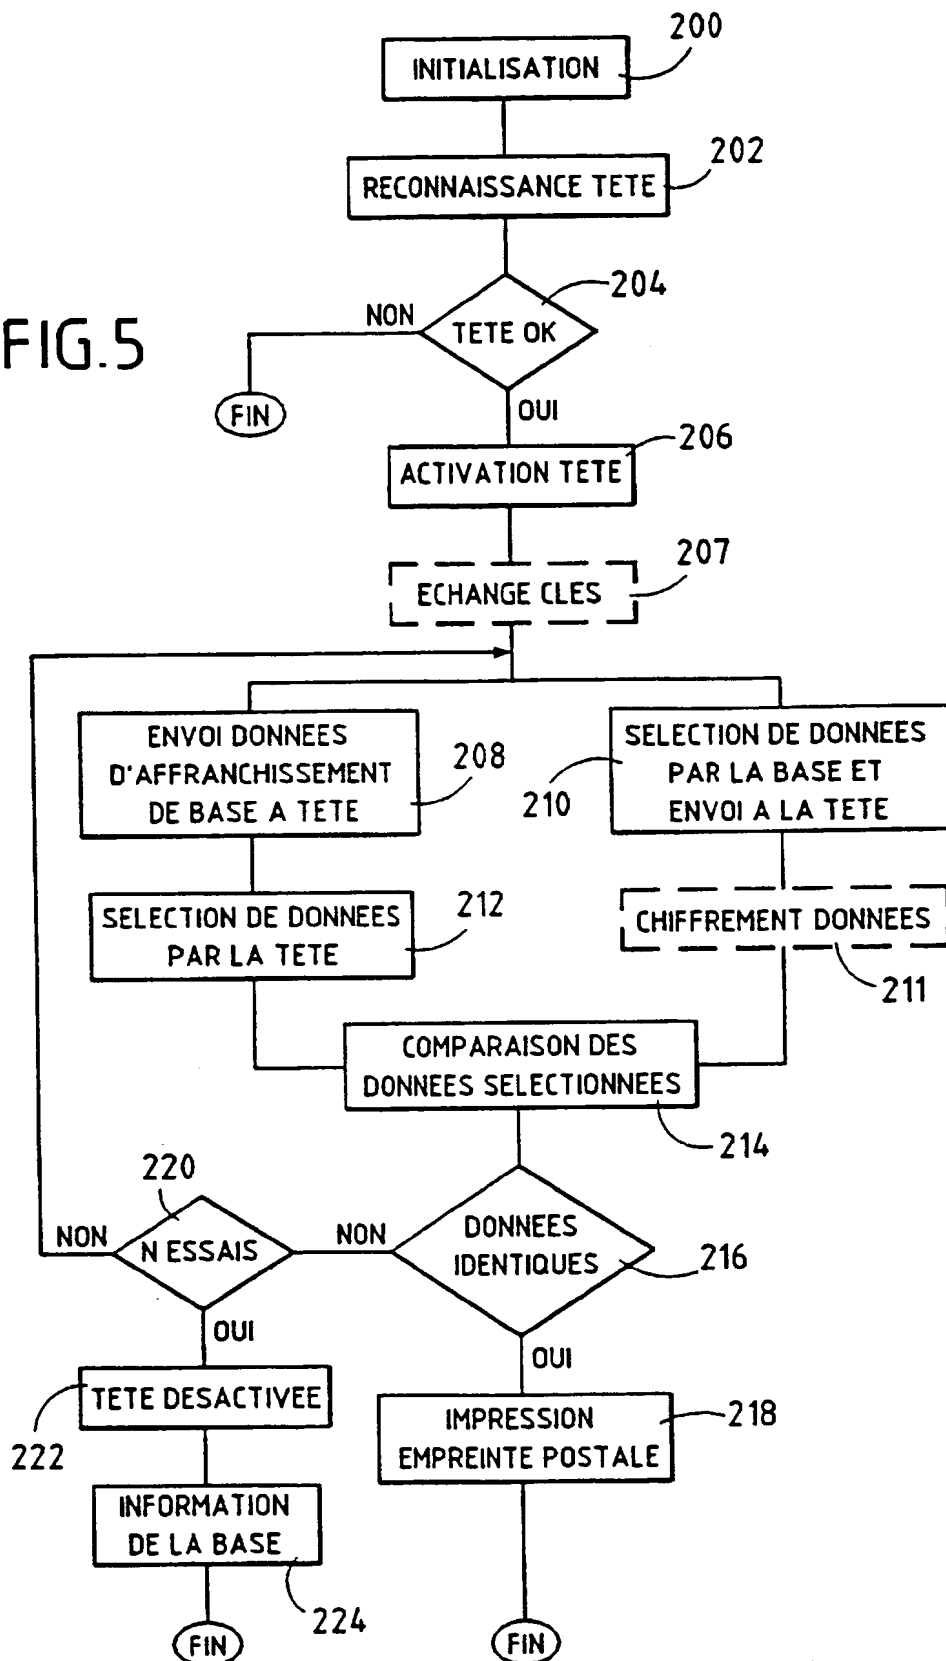 200
INITIALISATION
202
RECONNAISSANCE TETE
204
NON
TETE OK
FIG.5
FIN
OUI
206
ACTIVATION TETE
207
ECHANGE CLES
ENVOI DONNEES
D'AFFRANCHISSEMENT
DE BASE A TETE
208
SELECTION DE DONNEES
PAR LA BASE ET
ENVOI A LA TETE
210
SELECTION DE DONNEES
PAR LA TETE
212
CHIFFREMENT DONNEES
211
COMPARAISON DES
DONNEES SELECTIONNEES
214
220
NON
N ESSAIS
NON
DONNEES
IDENTIQUES
216
OUI
OUI
TETE DESACTIVEE
222
IMPRESSION
EMPREINTE POSTALE
218
INFORMATION
DE LA BASE
224
FIN
FIN